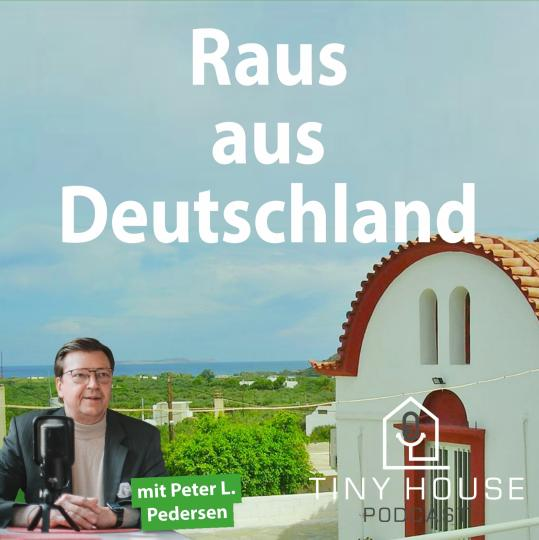 Raus
aus
Deutschland
mit Peter L.
Pedersen
TINY HOUSE
PODCAST